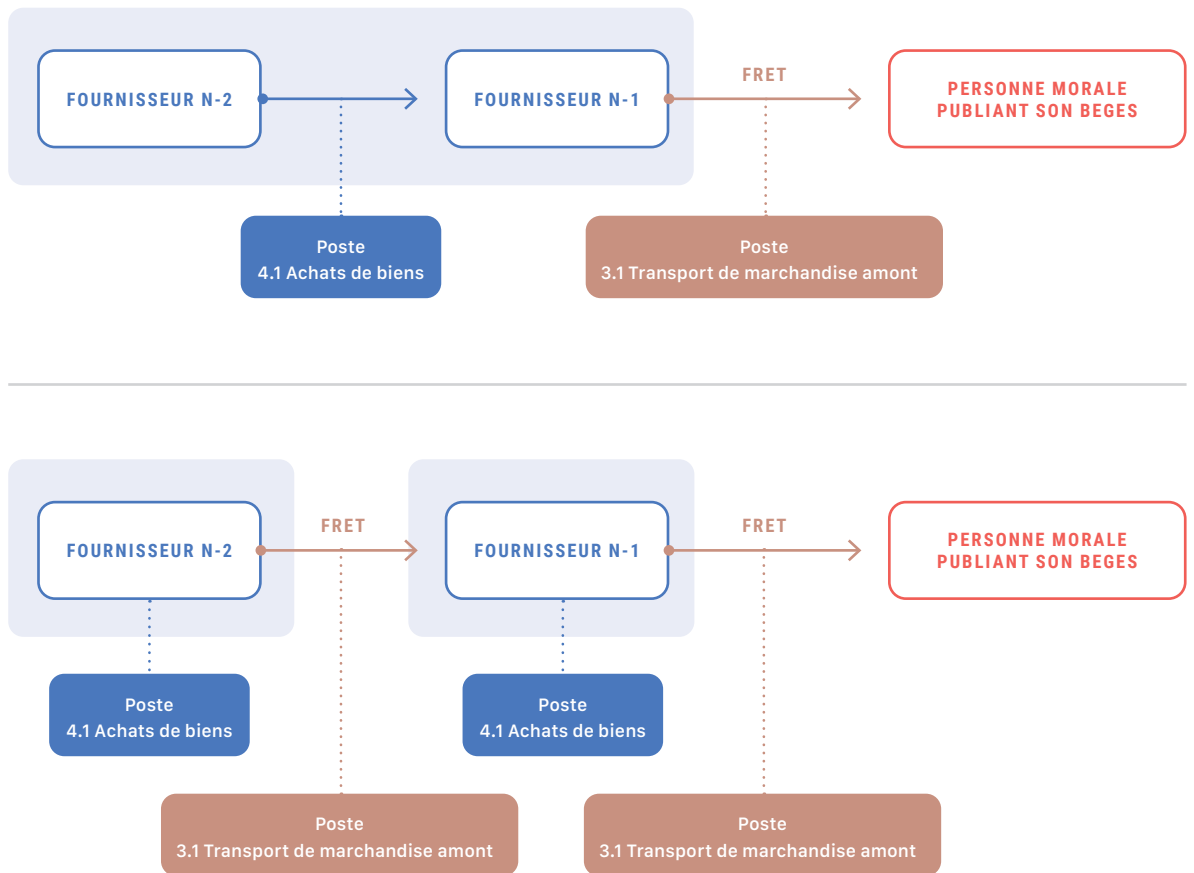 FRET
FOURNISSEUR N-2
FOURNISSEUR N-1
PERSONNE MORALE
PUBLIANT SON BEGES
Poste
4.1 Achats de biens
Poste
3.1 Transport de marchandise amont
FRET
FRET
FOURNISSEUR N-2
FOURNISSEUR N-1
PERSONNE MORALE
PUBLIANT SON BEGES
Poste
4.1 Achats de biens
Poste
4.1 Achats de biens
Poste
3.1 Transport de marchandise amont
Poste
3.1 Transport de marchandise amont